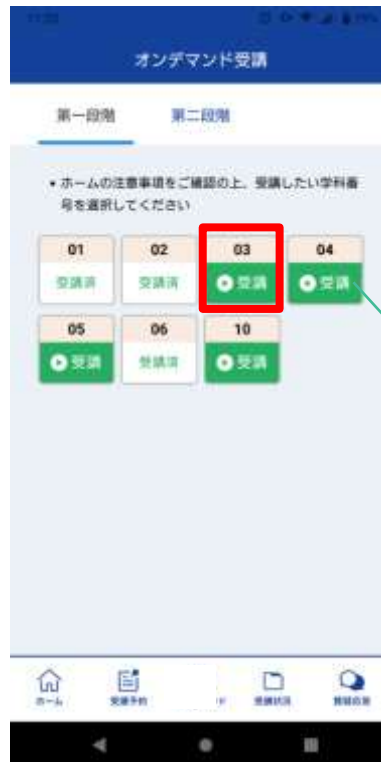 オンデマンド受講
第一段階 第二段階
• ホームの注意事項をご確認の上、受講したい学科番
号を選択してください
01 02 03 04
受講済 受講済 受講 受講
05 06 10
受講 受講済 受講
ホーム 受講予約 受講状況